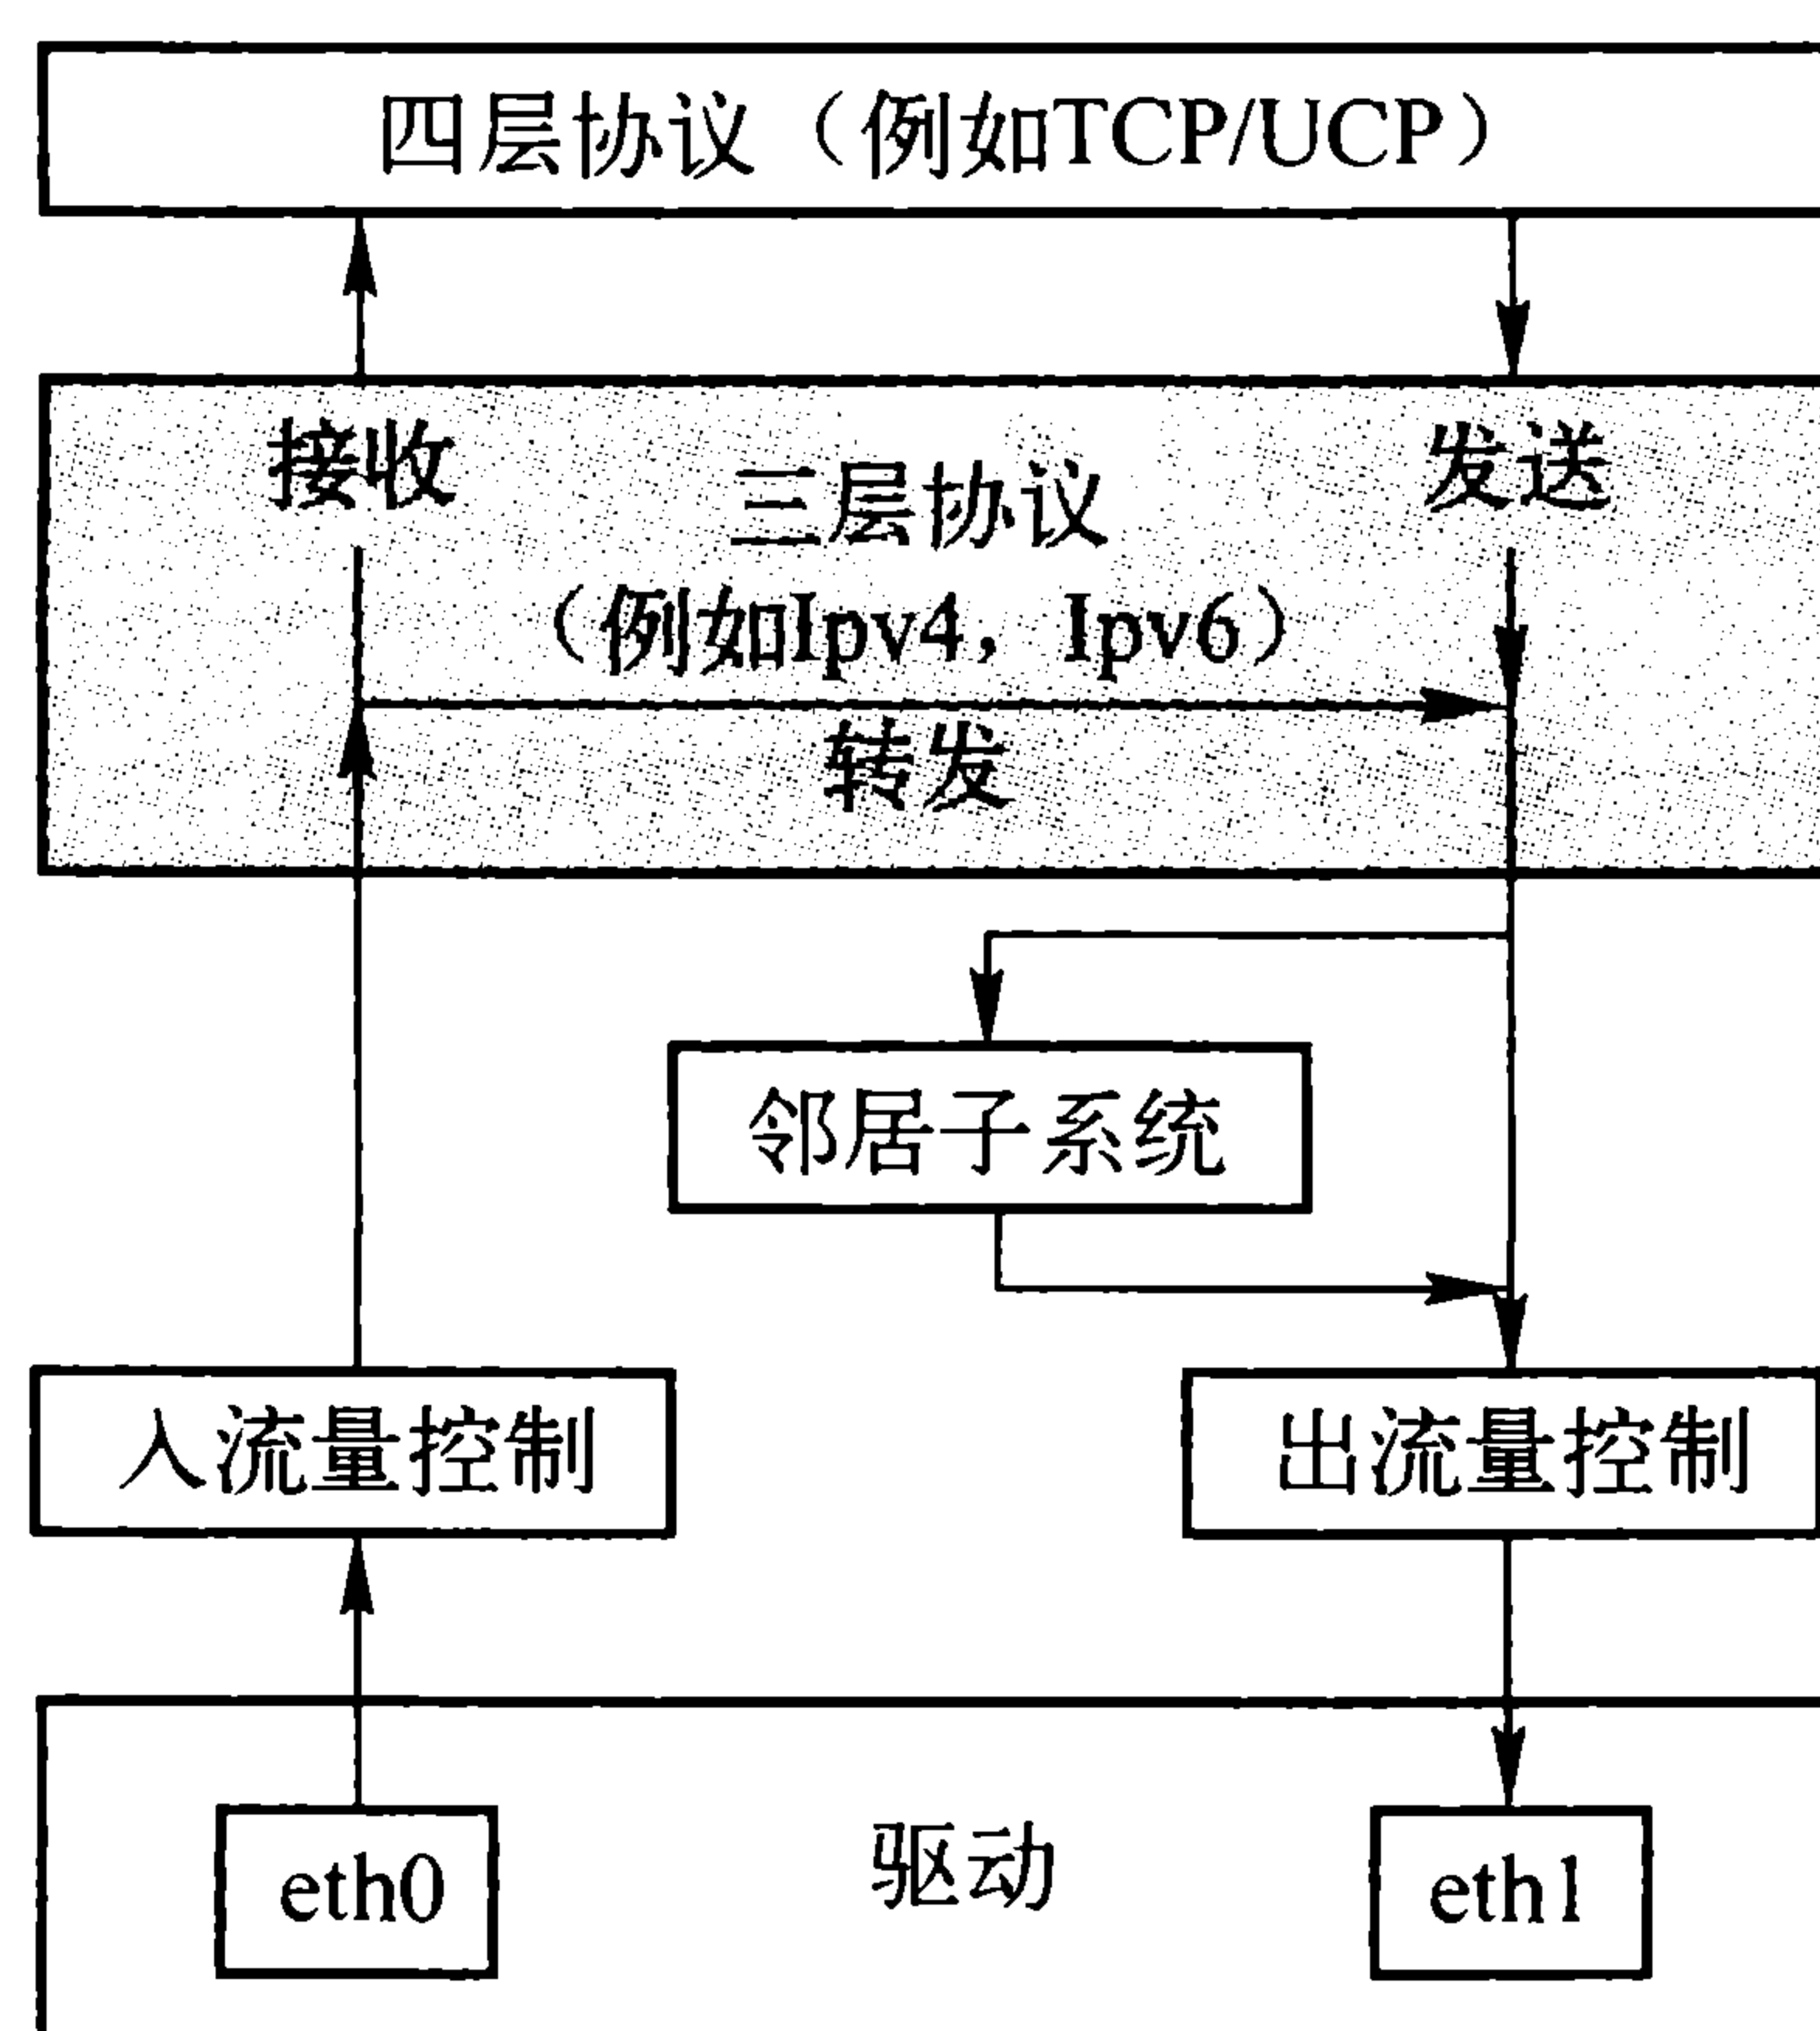 四层协议（例如TCP/UCP）
接收
发送
三层协议
（例如Ipv4，Ipv6）
转发
邻居子系统
入流量控制
出流量控制
eth0
驱动
eth1